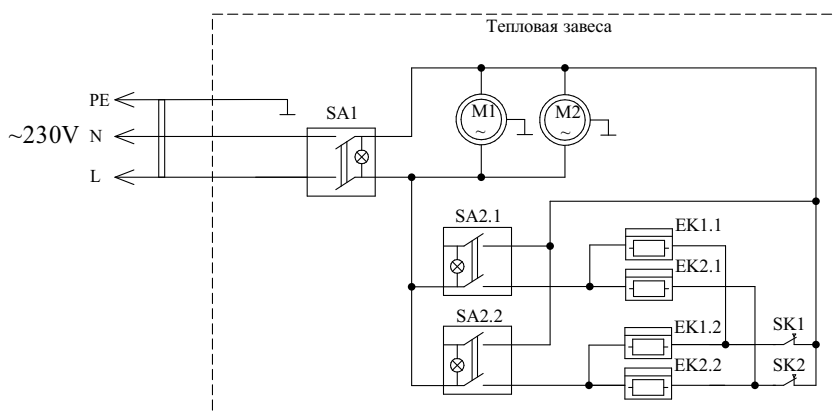 Тепловая завеса
PE
SA1
M1
~
M2
~
~230V
N
L
SA2.1
EK1.1
EK2.1
SA2.2
EK1.2
SK1
EK2.2
SK2